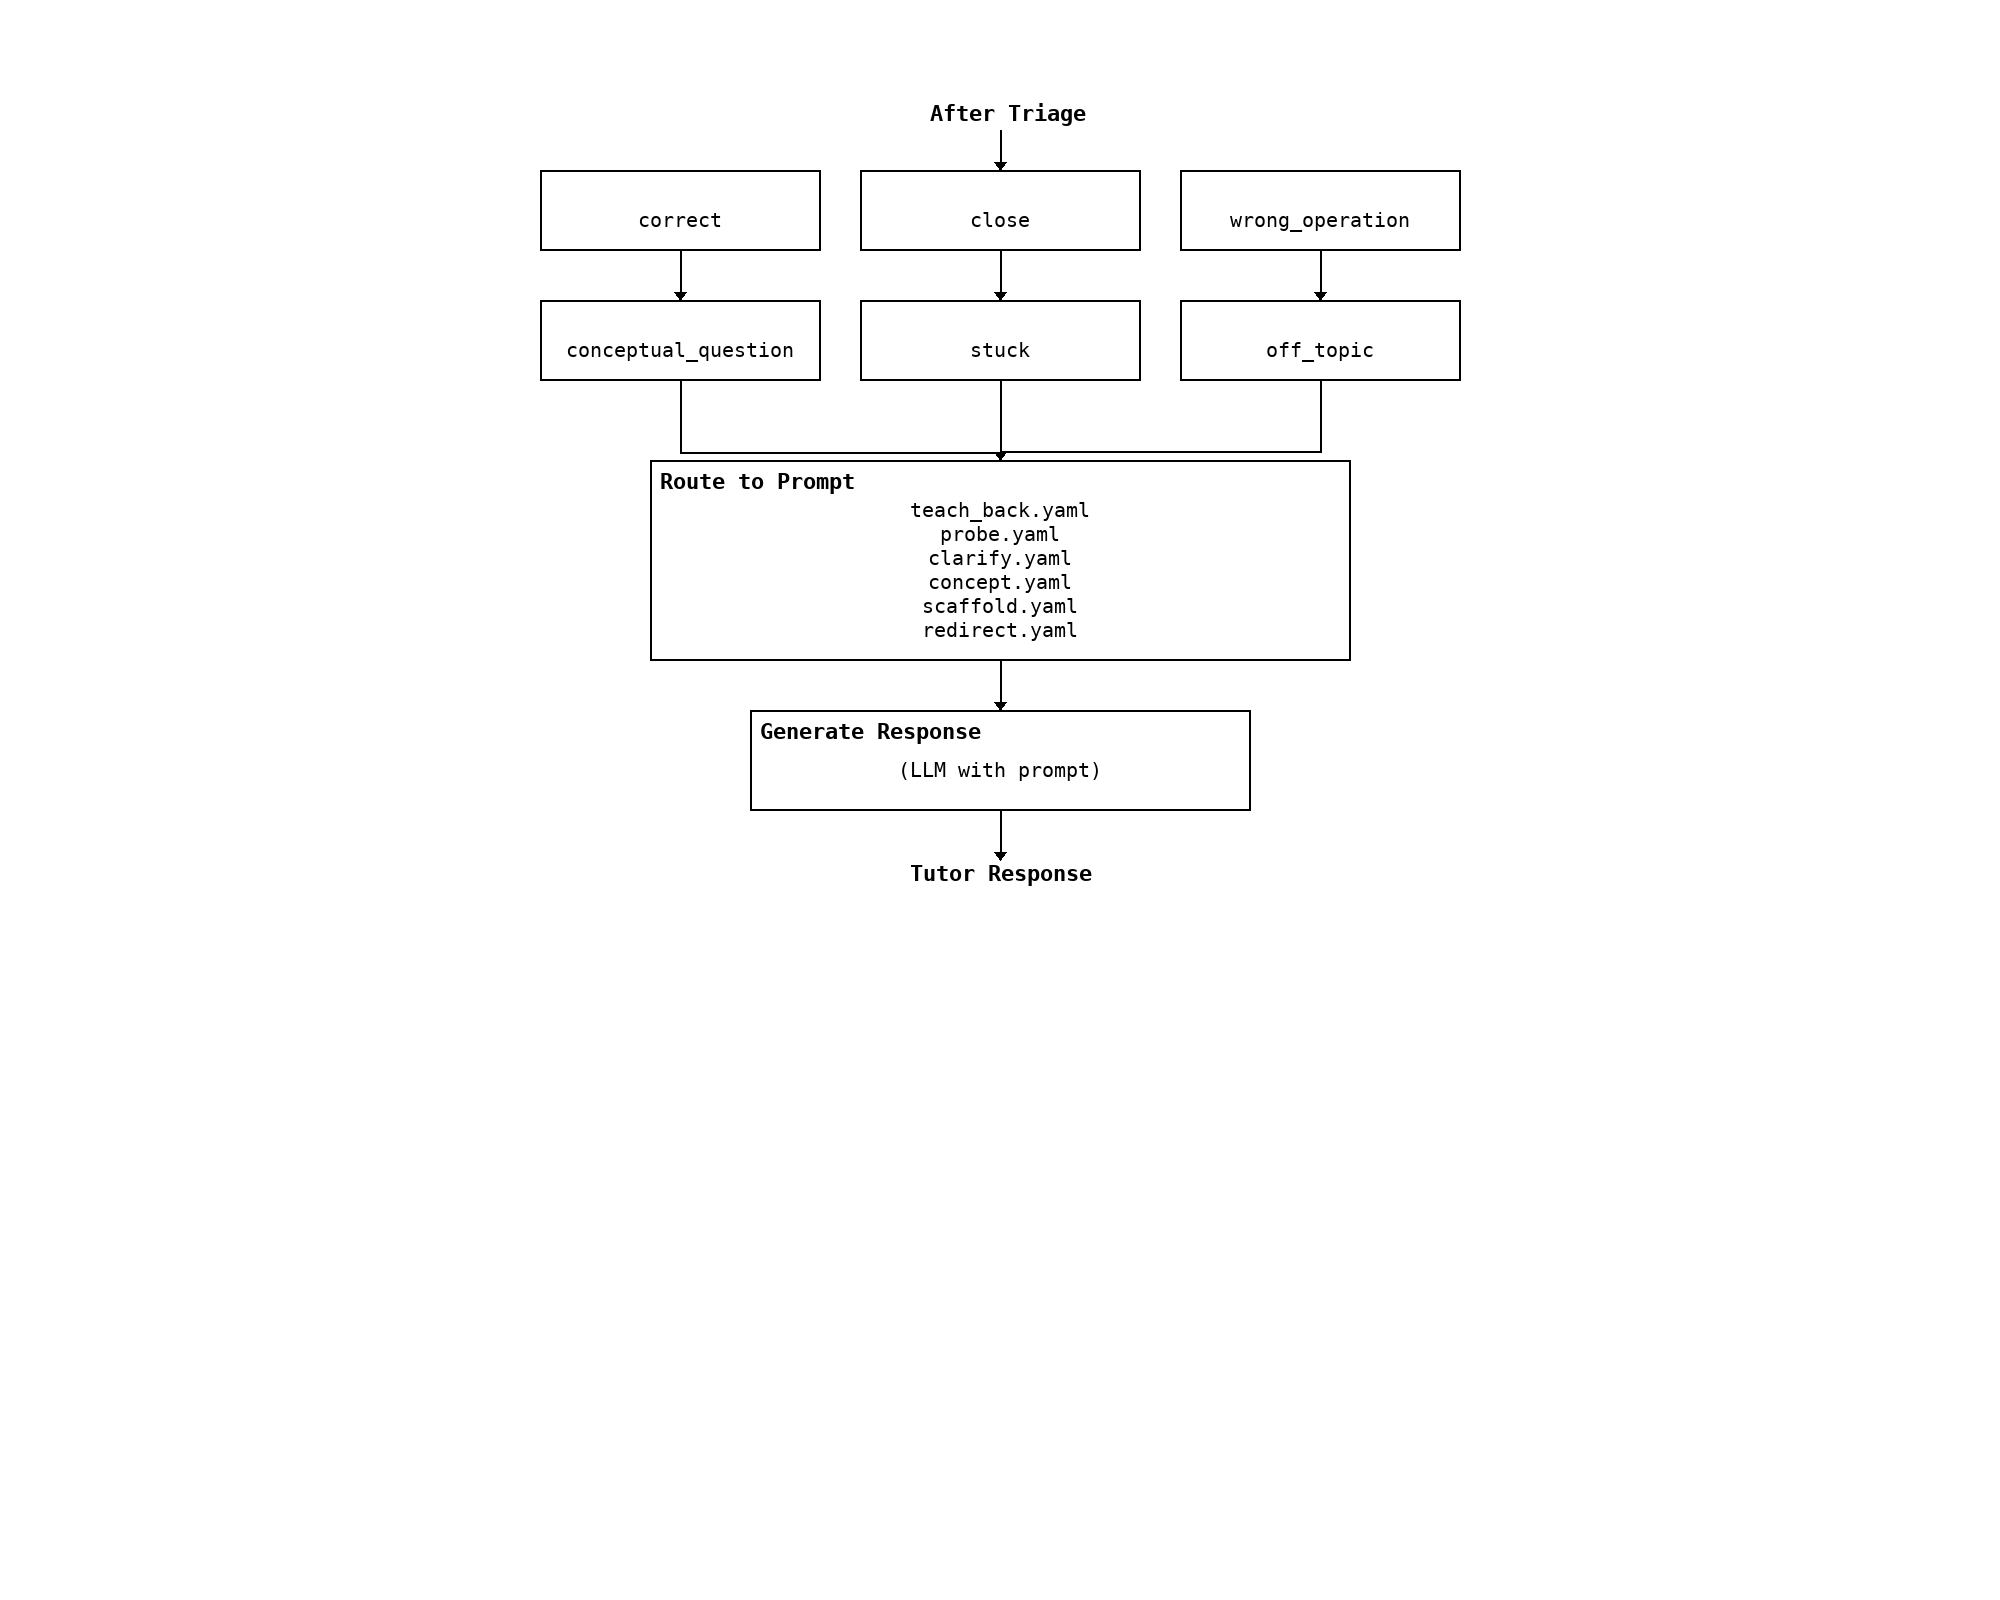 After Triage
correct
close
wrong_operation
conceptual_question
stuck
off_topic
Route to Prompt
teach_back.yaml
probe.yaml
clarify.yaml
concept.yaml
scaffold.yaml
redirect.yaml
Generate Response
(LLM with prompt)
Tutor Response